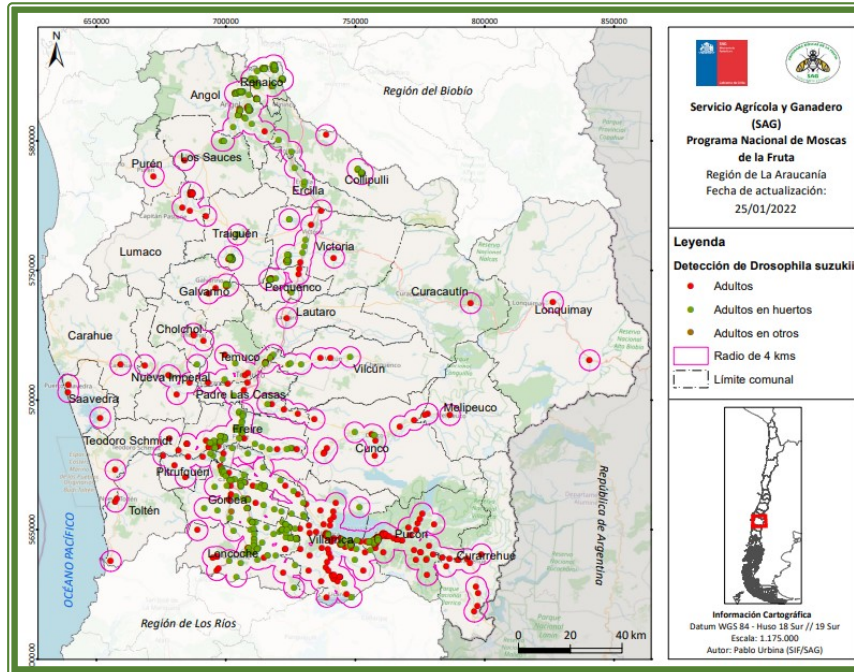 650000 700000 750000 800000 850000
N
Renaico
Angol
Región del Biobío
Los Sauces
Purén
Collipulli
Ercilla
Traiguén
Lumaco
Victoria
Perquenco
Galvarino
Curacautín
Lonquimay
Lautaro
Carahue
Cholchol
Temuco
Vilcún
Nueva Imperial
Saavedra
Padre Las Casas
Melipeuco
Freire
Teodoro Schmidt
Cunco
Pitrufquén
Gorbea
Toltén
Villarrica
Pucón
Loncoche
Curarrehue
República de Argentina
OCÉANO PACÍFICO
Región de Los Ríos
0 20 40 km
5800000
5750000
5700000
5650000
Servicio Agrícola y Ganadero
(SAG)
Programa Nacional de Moscas
de la Fruta
Región de La Araucanía
Fecha de actualización:
25/01/2022
Leyenda
Detección de Drosophila suzukii
Adultos
Adultos en huertos
Adultos en otros
Radio de 4 kms
Límite comunal
Información Cartográfica
Datum WGS 84 - Huso 18 Sur // 19 Sur
Escala: 1.175.000
Autor: Pablo Urbina (SIF/SAG)